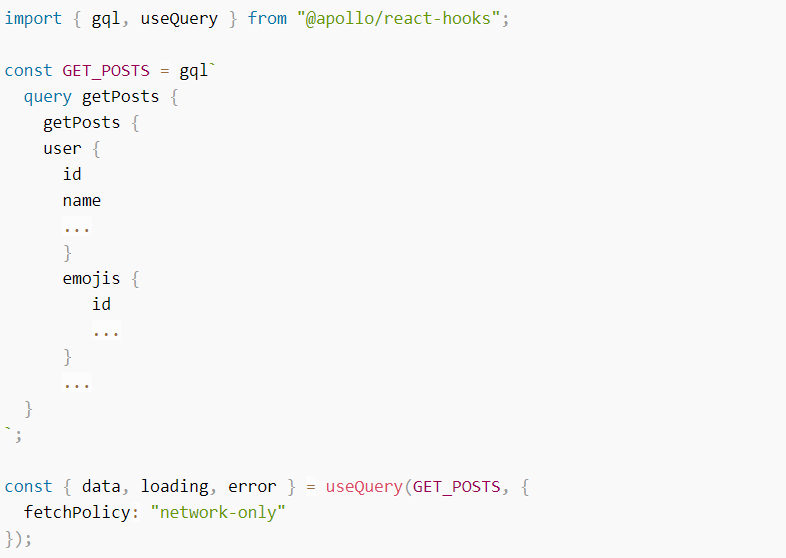 import { gql, useQuery } from "@apollo/react-hooks";
const GET_POSTS = gql`
query getPosts {
getPosts {
user {
id
name
...
}
emojis {
id
...
}
...
}
`;
const { data, loading, error } = useQuery(GET_POSTS, {
fetchPolicy: "network-only"
});